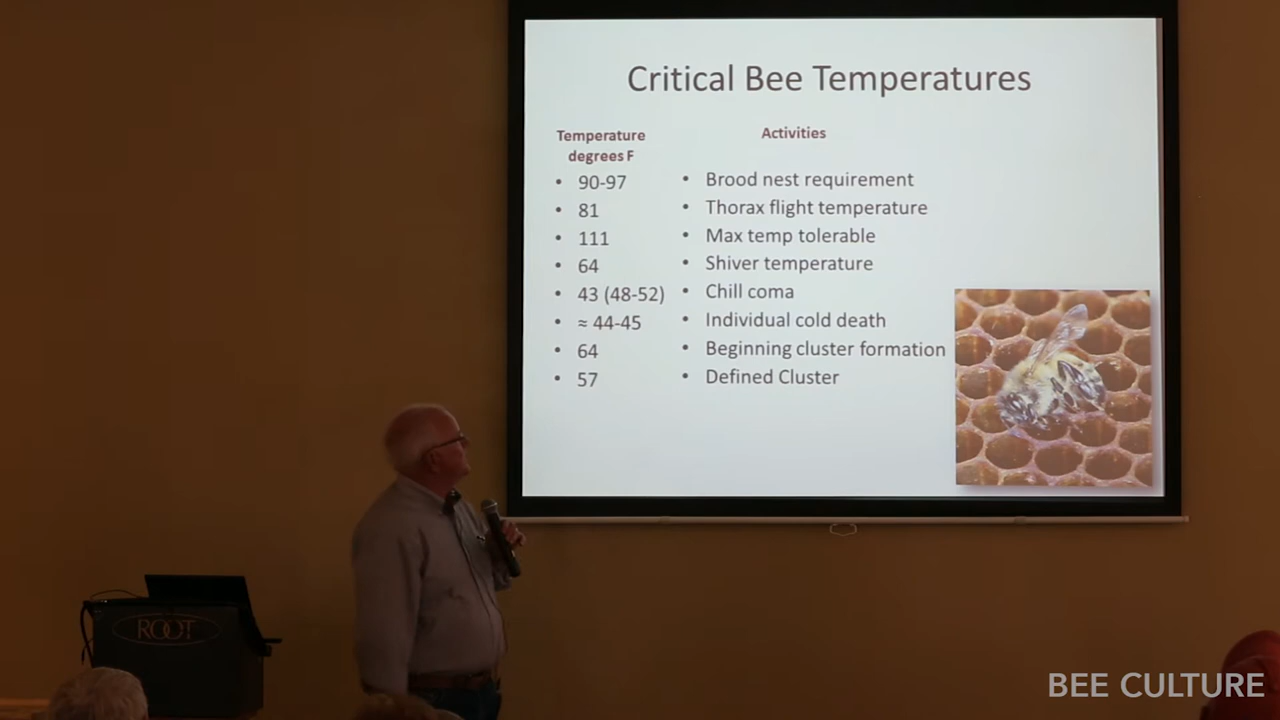 Critical Bee Temperatures
Temperature
degrees F
Activities
• 90-97 • Brood nest requirement
• 81 • Thorax flight temperature
• 111 • Max temp tolerable
• 64 • Shiver temperature
• 43 (48-52) • Chill coma
• ≈ 44-45 • Individual cold death
• 64 • Beginning cluster formation
• 57 • Defined Cluster
ROOT
BEE CULTURE